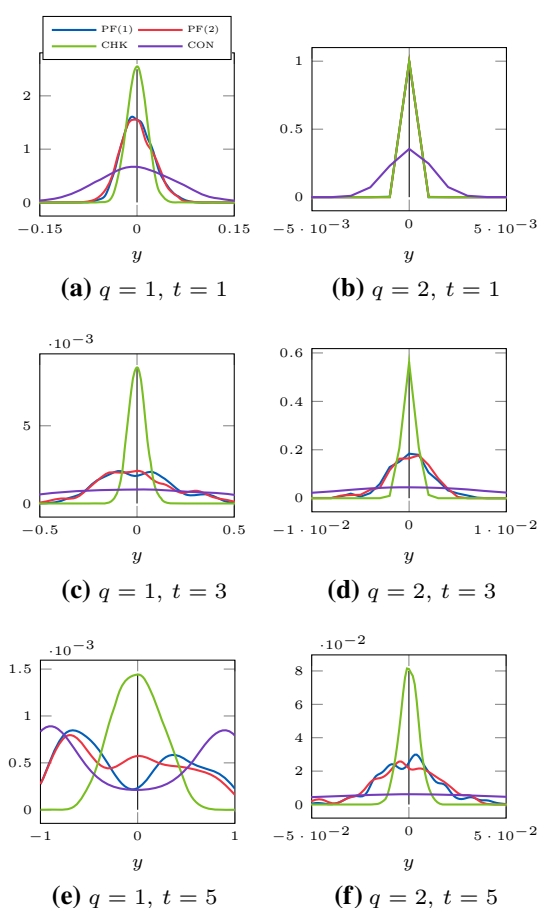 PF(1) PF(2)
CHK CON
2
1
0
−0.15 0 0.15
y
(a) q = 1, t = 1
1
0.5
0
−5 · 10−3 0 5 · 10−3
y
(b) q = 2, t = 1
·10−3
5
0
−0.5 0 0.5
y
(c) q = 1, t = 3
0.6
0.4
0.2
0
−1 · 10−2 0 1 · 10−2
y
(d) q = 2, t = 3
·10−3
1.5
1
0.5
0
−1 0 1
y
(e) q = 1, t = 5
·10−2
8
6
4
2
0
−5 · 10−2 0 5 · 10−2
y
(f) q = 2, t = 5